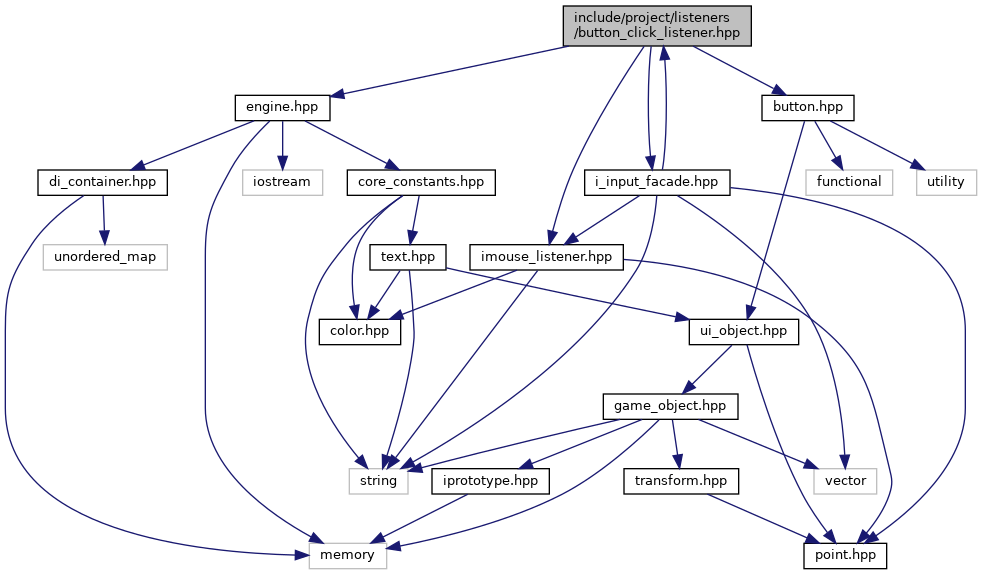 include/project/listeners
/button_click_listener.hpp
engine.hpp
button.hpp
di_container.hpp
iostream
core_constants.hpp
i_input_facade.hpp
functional
utility
unordered_map
text.hpp
imouse_listener.hpp
color.hpp
ui_object.hpp
game_object.hpp
string
iprototype.hpp
transform.hpp
vector
memory
point.hpp